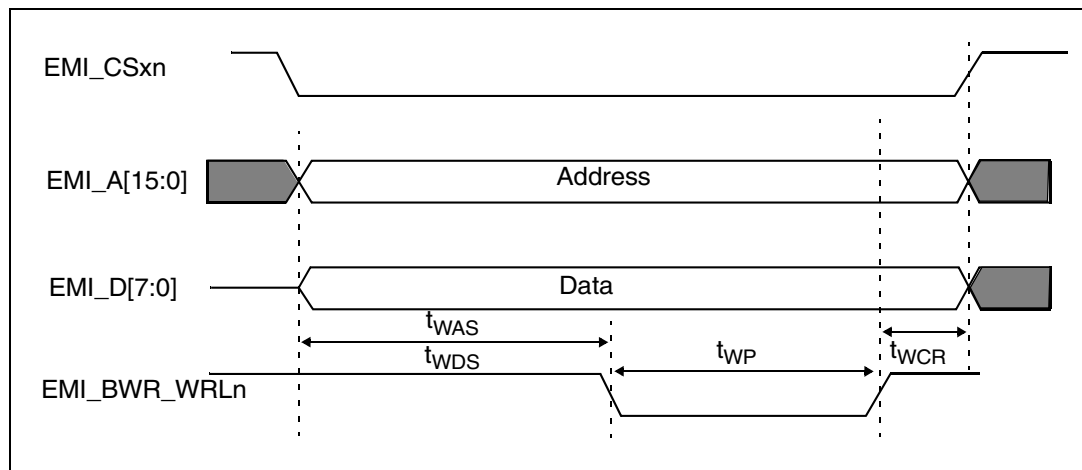 EMI_CSxn
EMI_A[15:0]
Address
EMI_D[7:0]
Data
tWAS
tWDS
tWP
tWCR
EMI_BWR_WRLn